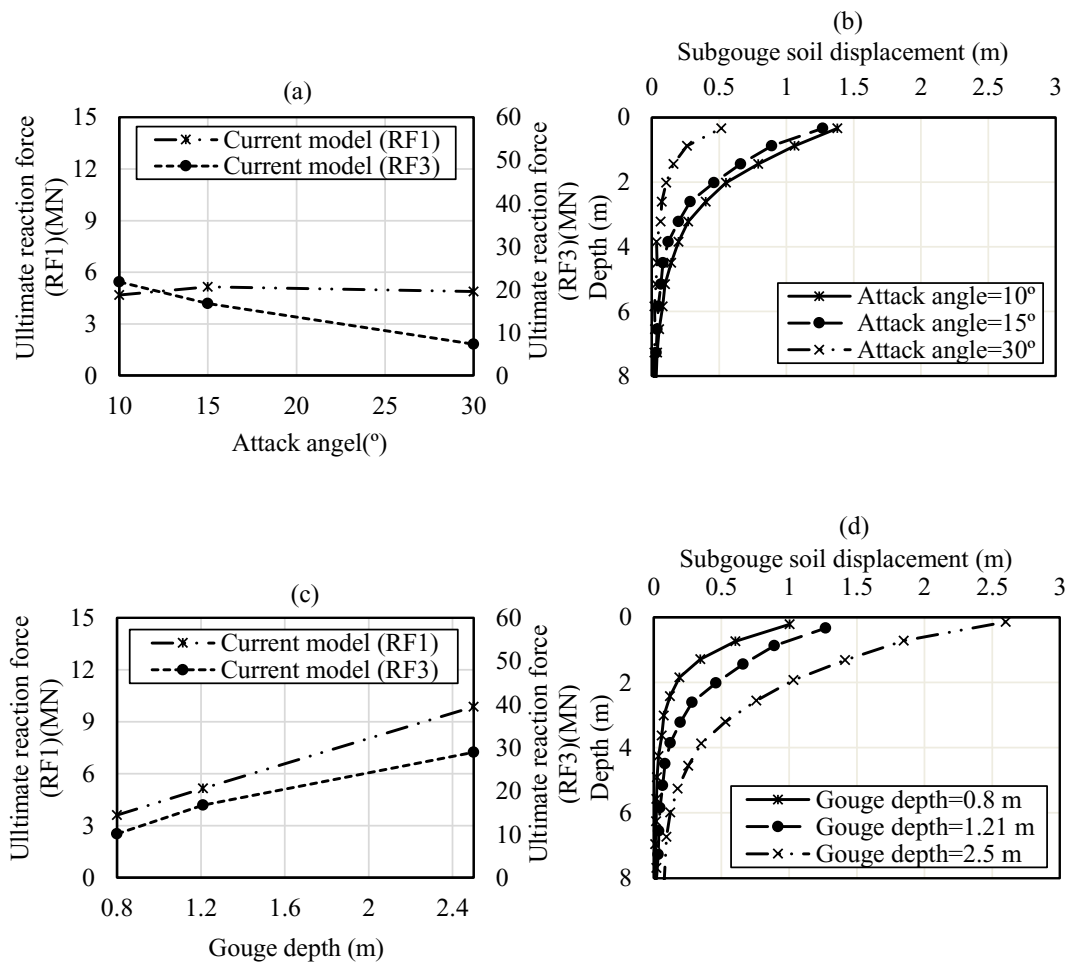 (a)
Ulltimate reaction force
(RF1)(MN)
15
12
9
6
3
0
Current model (RF1)
Current model (RF3)
60
50
40
30
20
10
0
Ultimate reaction force
(RF3)(MN)
10 15 20 25 30
Attack angel(º)
(b)
Subgouge soil displacement (m)
0 0.5 1 1.5 2 2.5 3
Depth (m)
0
2
4
6
8
Attack angle=10º
Attack angle=15º
Attack angle=30º
(c)
Ulltimate reaction force
(RF1)(MN)
15
12
9
6
3
0
Current model (RF1)
Current model (RF3)
60
50
40
30
20
10
0
Ultimate reaction force
(RF3)(MN)
0.8 1.2 1.6 2 2.4
Gouge depth (m)
(d)
Subgouge soil displacement (m)
0 0.5 1 1.5 2 2.5 3
Depth (m)
0
2
4
6
8
Gouge depth=0.8 m
Gouge depth=1.21 m
Gouge depth=2.5 m